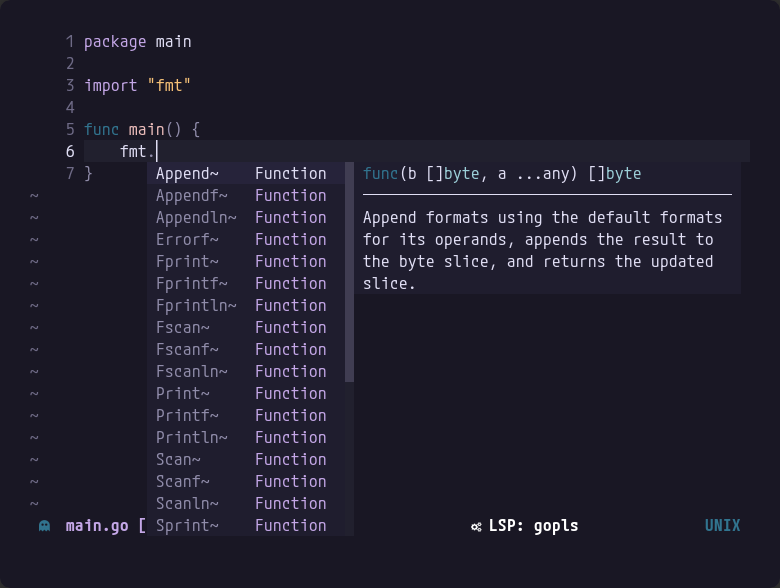 1 package main
2
3 import "fmt"
4
5 func main() {
6 fmt.
7 }
~ Append~ Function
~ Appendf~ Function
~ Appendln~ Function
~ Errorf~ Function
~ Fprint~ Function
~ Fprintf~ Function
~ Fprintln~ Function
~ Fscan~ Function
~ Fscanf~ Function
~ Fscanln~ Function
~ Print~ Function
~ Printf~ Function
~ Println~ Function
~ Scan~ Function
~ Scanf~ Function
Scanln~ Function
Sprint~ Function
func(b []byte, a ...any) []byte
Append formats using the default formats
for its operands, appends the result to
the byte slice, and returns the updated
slice.
main.go [ LSP: gopls UNIX